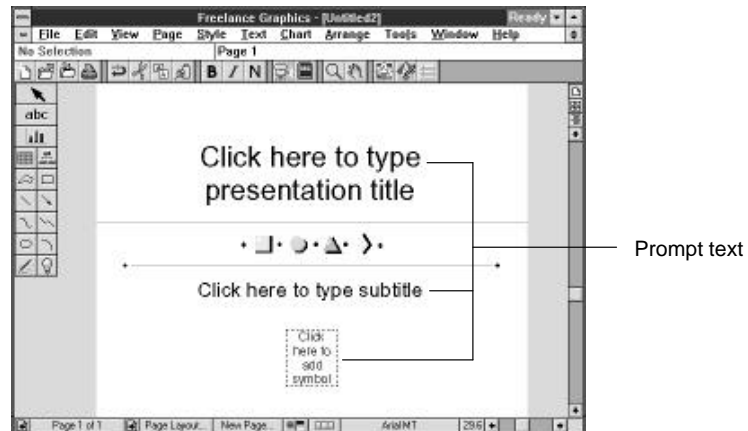 Freelance Graphics - [Untitled2]
Ready
File Edit View Page Style Text Chart Arrange Tools Window Help
No Selection Page 1
B I N
abc
Click here to type
presentation title
Click here to type subtitle
Click
here to
add
symbol
Prompt text
Page 1 of 1 Page Layout... New Page... Arial MT 29.6